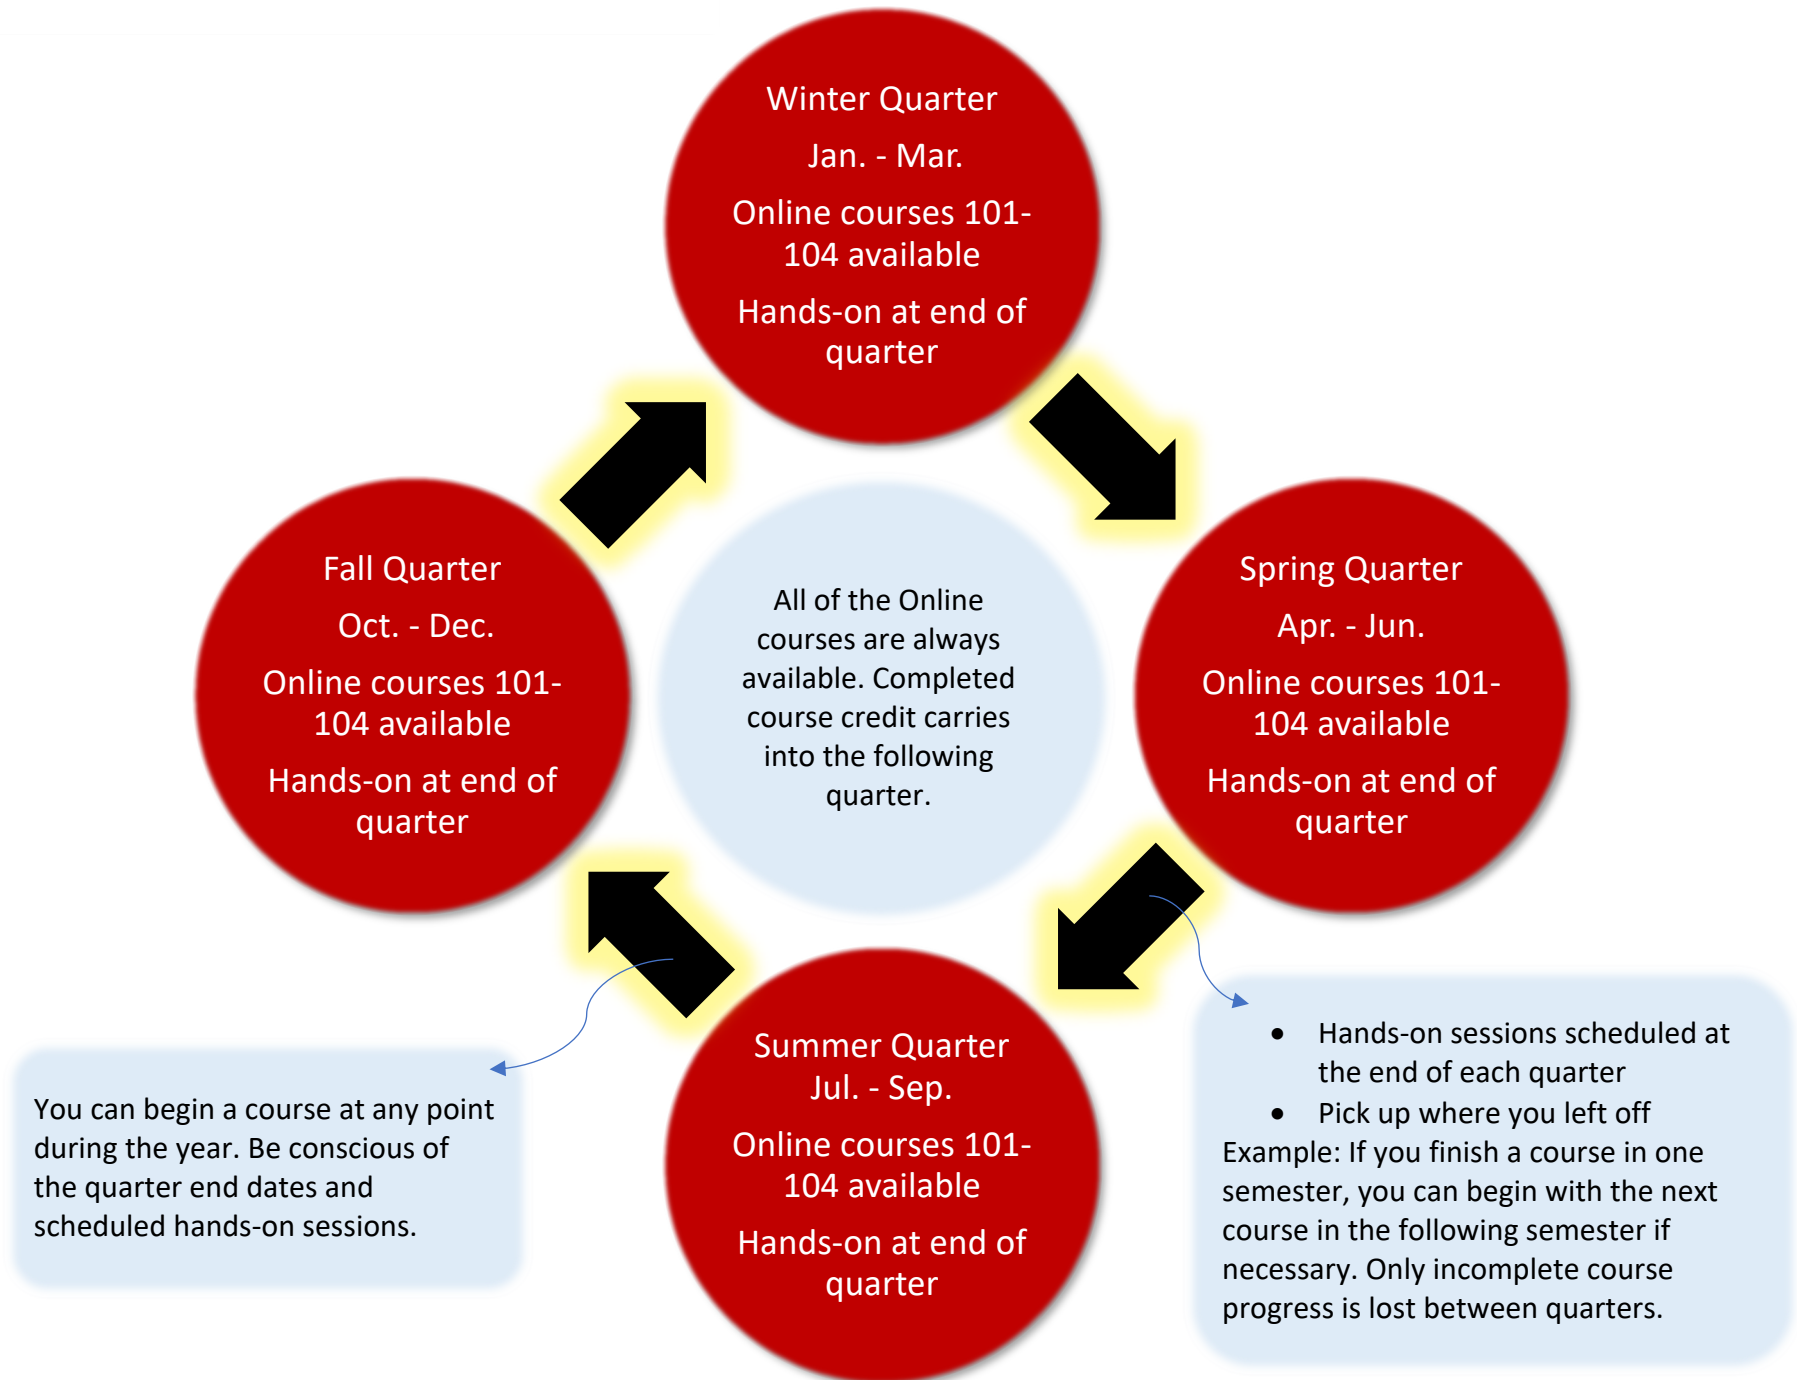 Winter Quarter
Jan. - Mar.
Online courses 101-
104 available
Hands-on at end of
quarter
Fall Quarter
Oct. - Dec.
Online courses 101-
104 available
Hands-on at end of
quarter
All of the Online
courses are always
available. Completed
course credit carries
into the following
quarter.
Spring Quarter
Apr. - Jun.
Online courses 101-
104 available
Hands-on at end of
quarter
Summer Quarter
Jul. - Sep.
Online courses 101-
104 available
Hands-on at end of
quarter
You can begin a course at any point
during the year. Be conscious of
the quarter end dates and
scheduled hands-on sessions.
• Hands-on sessions scheduled at
the end of each quarter
• Pick up where you left off
Example: If you finish a course in one
semester, you can begin with the next
course in the following semester if
necessary. Only incomplete course
progress is lost between quarters.